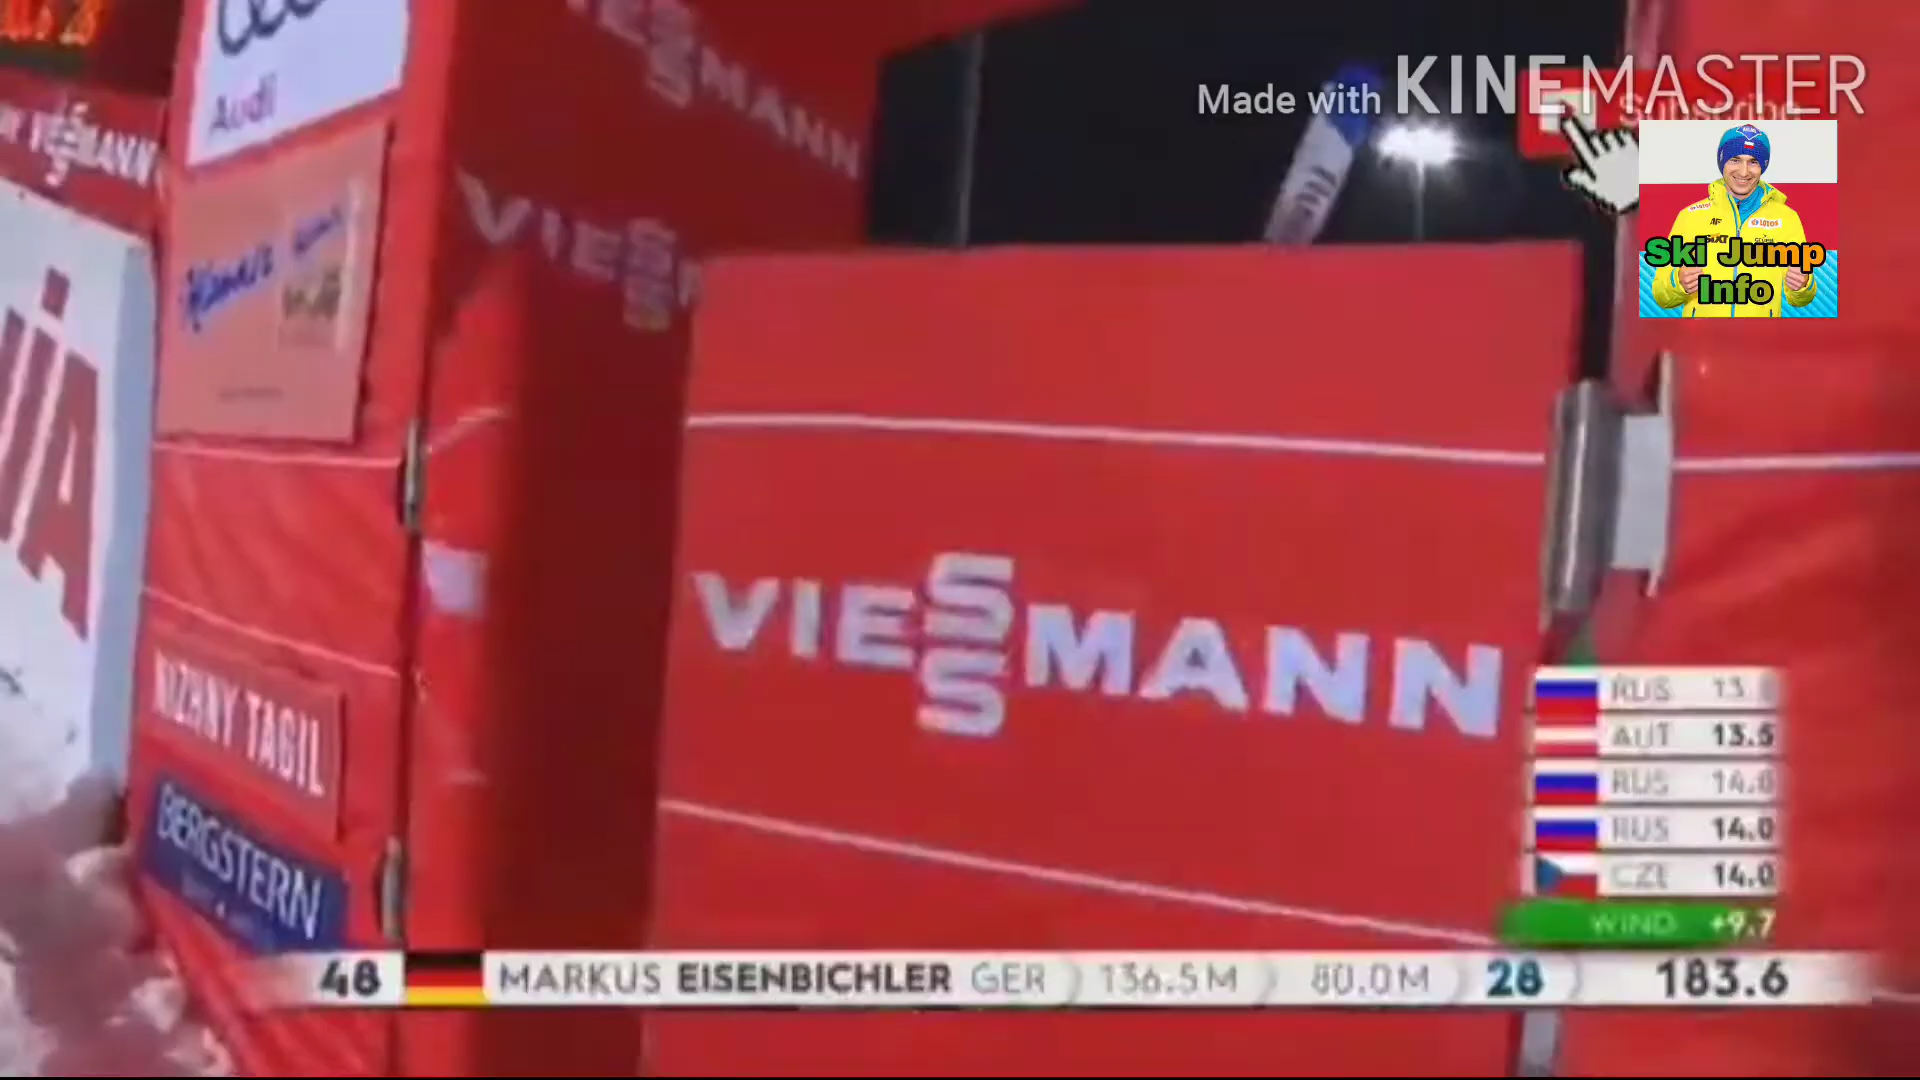 Made with KINEMASTER
Subscribe
Audi
VIESSMANN
VIESSMANN
VIESSMANN
Ski Jump
Info
VIESSMANN
NIZHNY TAGIL
BERGSTERN
RUS
AUT 13.5
RUS 14.0
RUS 14.0
CZE 14.0
WIND +9.7
48 MARKUS EISENBICHLER GER 136.5M 80.0M 28 183.6